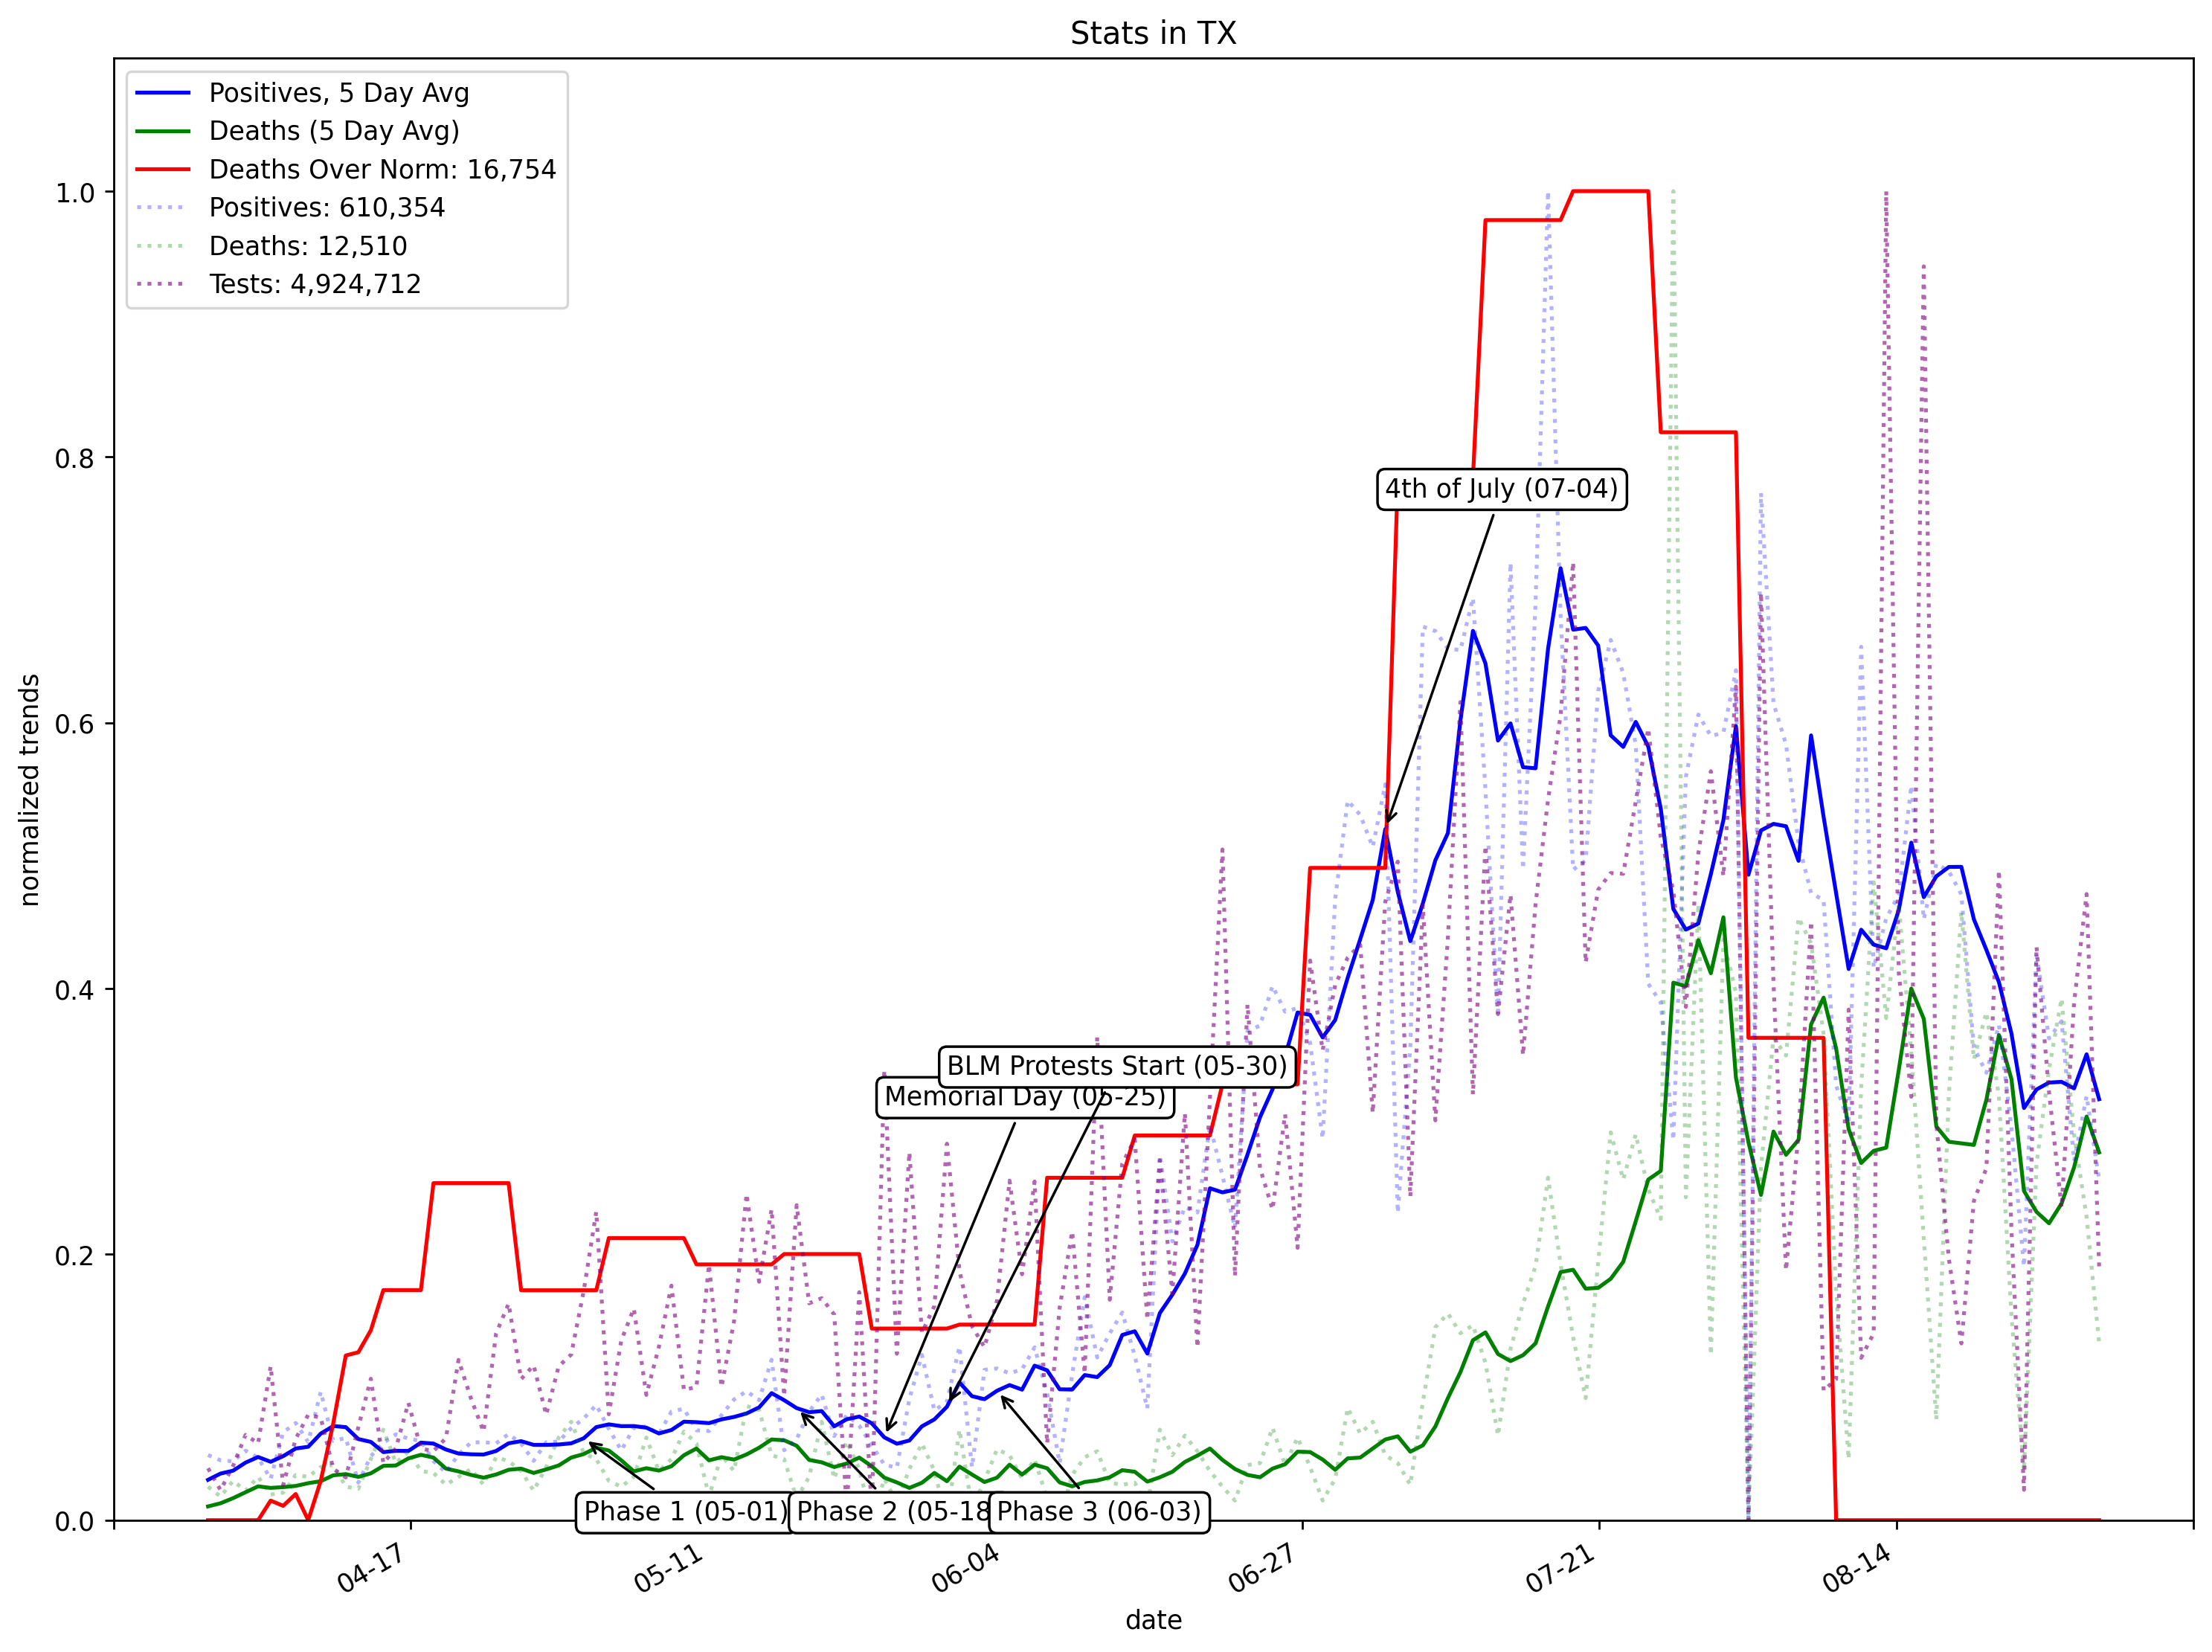 Stats in TX
Positives, 5 Day Avg
Deaths (5 Day Avg)
Deaths Over Norm: 16,754
Positives: 610,354
Deaths: 12,510
Tests: 4,924,712
1.0
0.8
0.6
0.4
0.2
0.0
normalized trends
4th of July (07-04)
BLM Protests Start (05-30)
Memorial Day (05-25)
Phase 1 (05-01)
Phase 2 (05-18
Phase 3 (06-03)
04-17
05-11
06-04
06-27
07-21
08-14
date